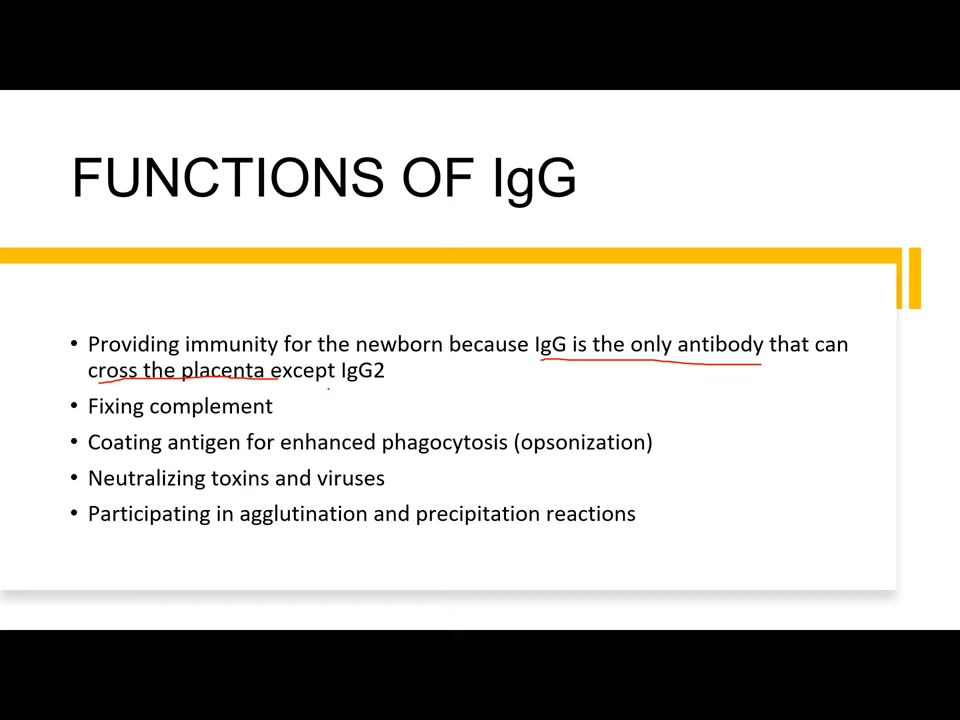 FUNCTIONS OF IgG
• Providing immunity for the newborn because IgG is the only antibody that can
cross the placenta except IgG2
• Fixing complement
• Coating antigen for enhanced phagocytosis (opsonization)
• Neutralizing toxins and viruses
• Participating in agglutination and precipitation reactions